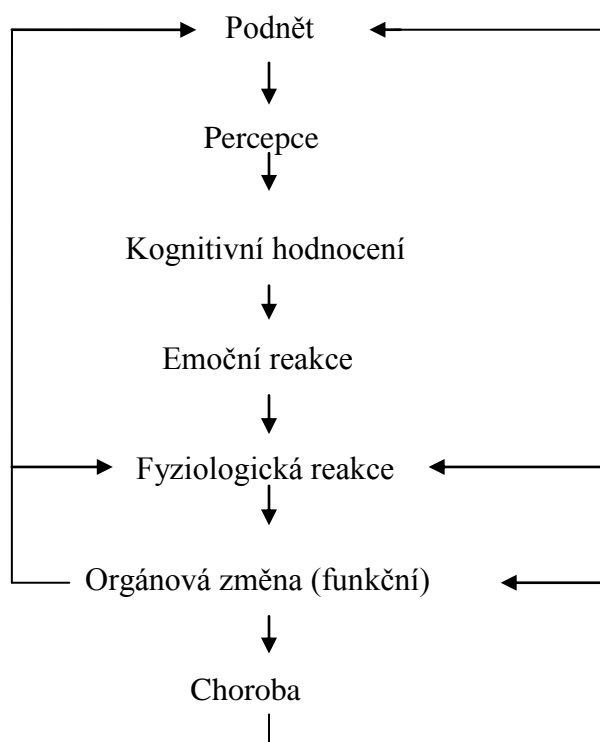 Podnět
Percepce
Kognitivní hodnocení
Emoční reakce
Fyziologická reakce
Orgánová změna (funkční)
Choroba